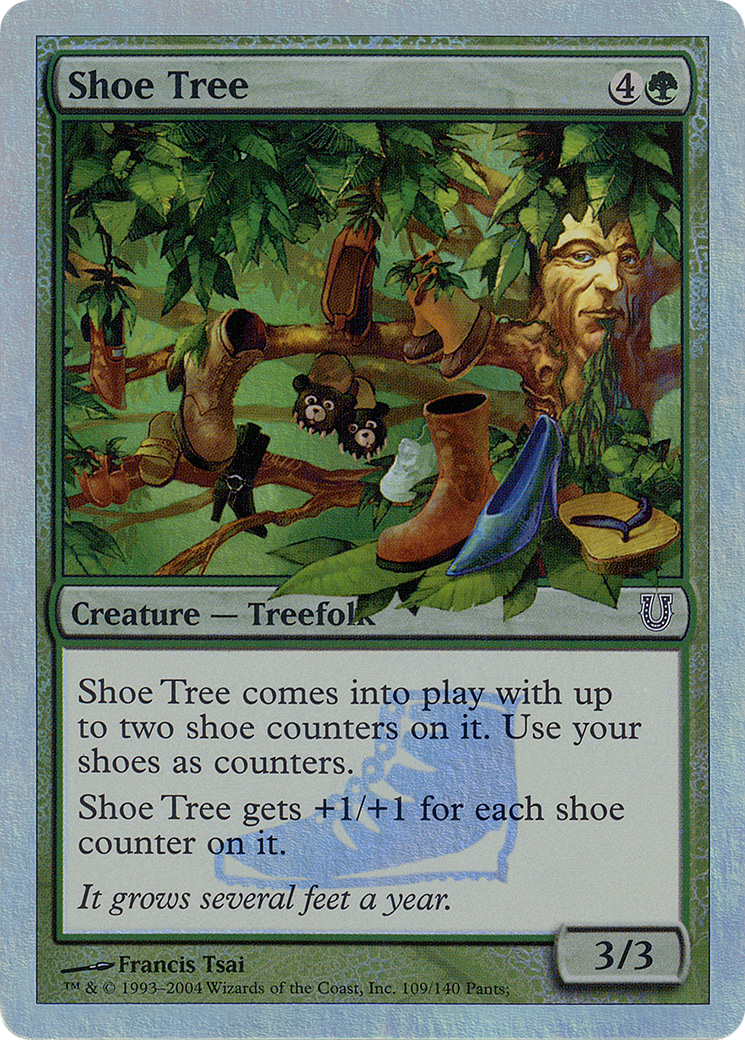 Shoe Tree 4
Creature — Treefolk
Shoe Tree comes into play with up
to two shoe counters on it. Use your
shoes as counters.
Shoe Tree gets +1/+1 for each shoe
counter on it.
It grows several feet a year.
3/3
Francis Tsai
™ & © 1993–2004 Wizards of the Coast, Inc. 109/140 Pants;